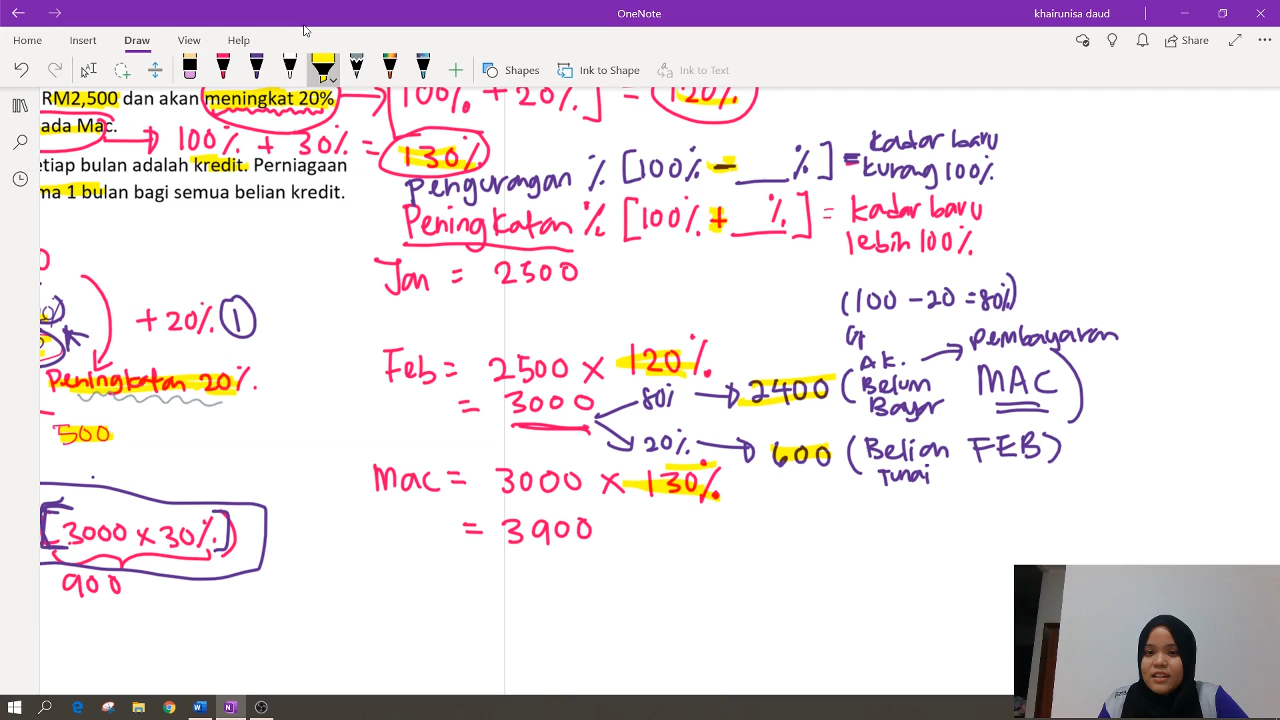 OneNote
khairunisa daud
Home Insert Draw View Help
Share
Shapes
Ink to Shape
Ink to Text
RM2,500 dan akan meningkat 20%
ada Mac.
etiap bulan adalah kredit. Perniagaan
ma 1 bulan bagi semua belian kredit.
100% + 20% ] = 120%
100% + 30% = 130%
Pengurangan % [100% - ___ %] = kadar baru
kurang 100%
Peningkatan % [100% + ___ %] = kadar baru
lebih 100%
Jan = 2500
+ 20% 1
Peningkatan 20%.
500
Feb = 2500 x 120%
= 3000
80% 2400 (
20% 600 (Belian FEB)
Tunai
(100 - 20 = 80%)
AK.
Belum
Bayar
Pembayaran
MAC
Mac = 3000 x 130%
= 3900
[3000 x 30%])
900